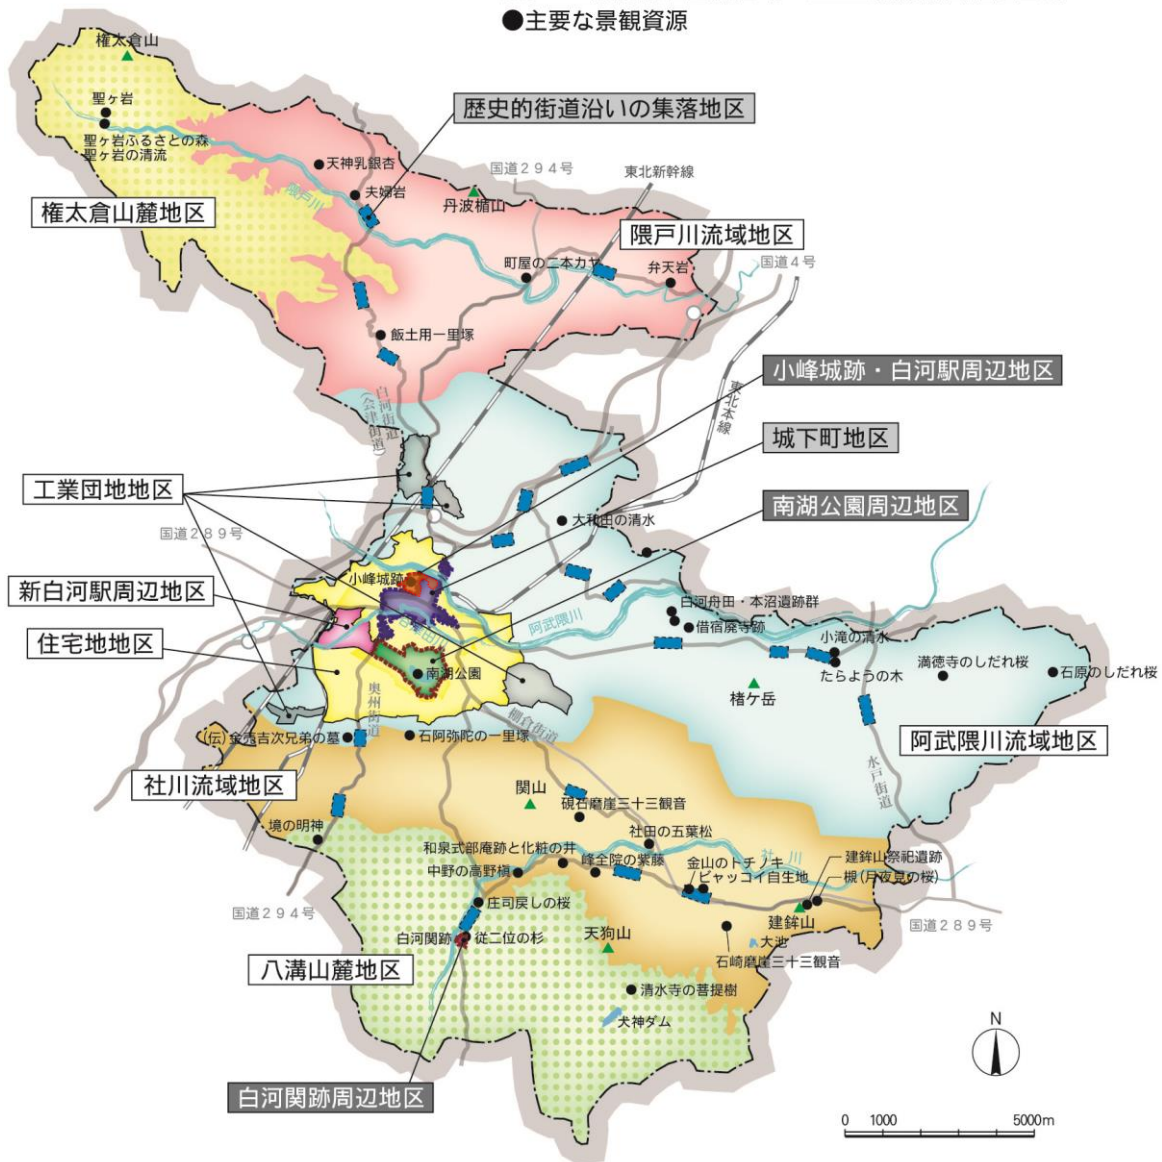 ●主要な景観資源
権太倉山
聖ヶ岩
聖ヶ岩ふるさとの森
聖ヶ岩の清流
歴史的街道沿いの集落地区
天神乳銀杏
国道294号
東北新幹線
夫婦岩
隈戸川
丹波楯山
権太倉山麓地区
隈戸川流域地区
町屋の二本カヤ
弁天岩
国道4号
飯土用一里塚
小峰城跡・白河駅周辺地区
白河街道
(会津街道)
東北本線
城下町地区
工業団地地区
南湖公園周辺地区
国道289号
大和田の清水
新白河駅周辺地区
小峰城跡
白河舟田・本沼遺跡群
借宿廃寺跡
阿武隈川
住宅地地区
小滝の清水
たらようの木
満徳寺のしだれ桜
石原のしだれ桜
南湖公園
楮ケ岳
奥州街道
棚倉街道
(伝)金売吉次兄弟の墓
石阿弥陀の一里塚
阿武隈川流域地区
水戸街道
社川流域地区
関山
硯石磨崖三十三観音
境の明神
社田の五葉松
社川
和泉式部庵跡と化粧の井
峰全院の紫藤
中野の高野槇
金山のトチノキ
ビャッコイ自生地
建鉾山祭祀遺跡
槻(月夜見の桜)
庄司戻しの桜
建鉾山
国道294号
国道289号
白河関跡
従二位の杉
天狗山
大池
石崎磨崖三十三観音
八溝山麓地区
清水寺の菩提樹
犬神ダム
N
白河関跡周辺地区
0 1000 5000m